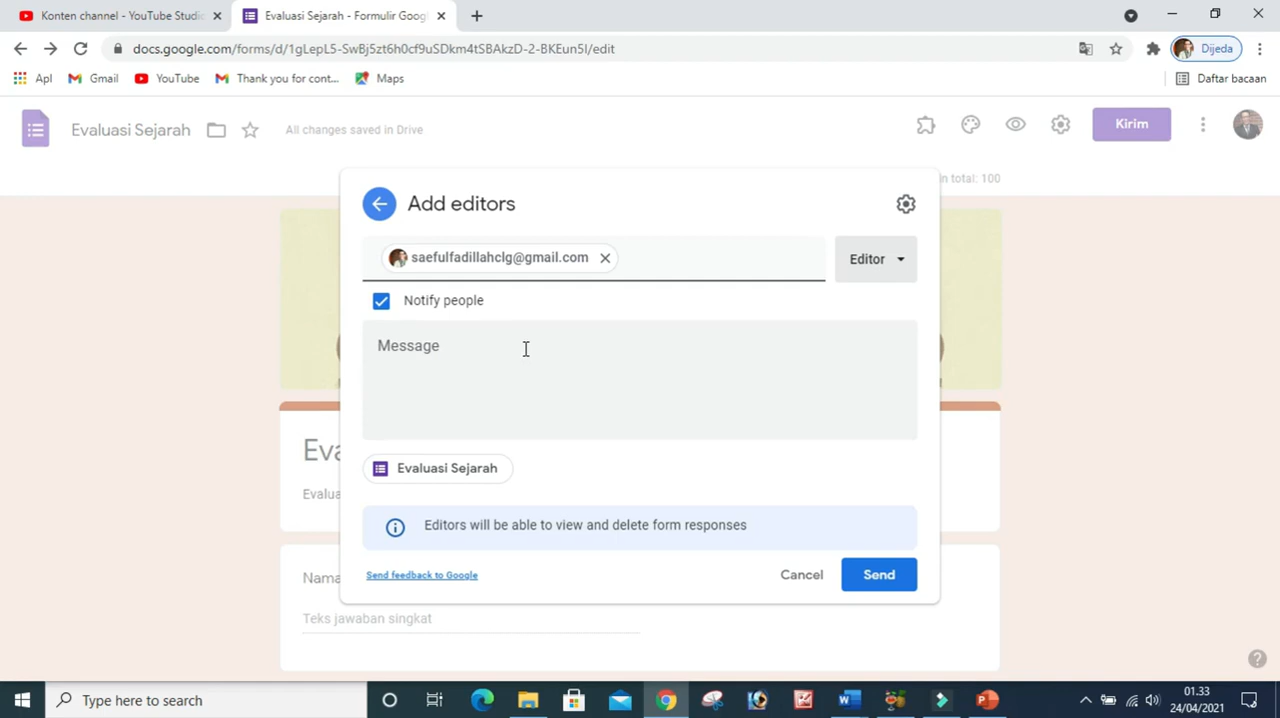 Konten channel - YouTube Studio
Evaluasi Sejarah - Formulir Goog
docs.google.com/forms/d/1gLepL5-SwBj5zt6h0cf9uSDkm4tSBAkzD-2-BKEun5I/edit
Dijeda
Apl
Gmail
YouTube
Thank you for cont...
Maps
Daftar bacaan
Evaluasi Sejarah
All changes saved in Drive
Kirim
in total: 100
Add editors
saefulfadillahclg@gmail.com
Editor
Notify people
Message
Eva
Evaluasi Sejarah
Evalua
Editors will be able to view and delete form responses
Send feedback to Google
Cancel
Send
Nama
Teks jawaban singkat
Type here to search
01.33
24/04/2021